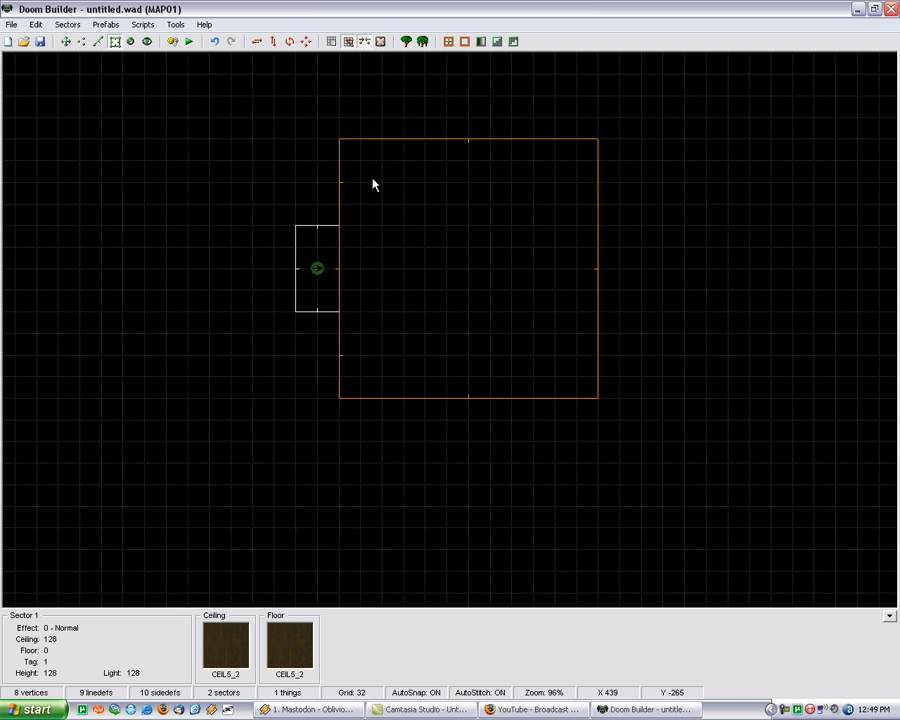 Doom Builder - untitled.wad (MAP01)
File Edit Sectors Prefabs Scripts Tools Help
Sector 1
Effect: 0 - Normal
Ceiling: 128
Floor: 0
Tag: 1
Height: 128 Light: 128
Ceiling
CEIL5_2
Floor
CEIL5_2
8 vertices 9 linedefs 10 sidedefs 2 sectors 1 things Grid: 32 AutoSnap: ON AutoStitch: ON Zoom: 96% X 439 Y -265
start 1. Mastodon - Oblivio... Camtasia Studio - Unt... YouTube - Broadcast ... Doom Builder - untitle... 12:49 PM